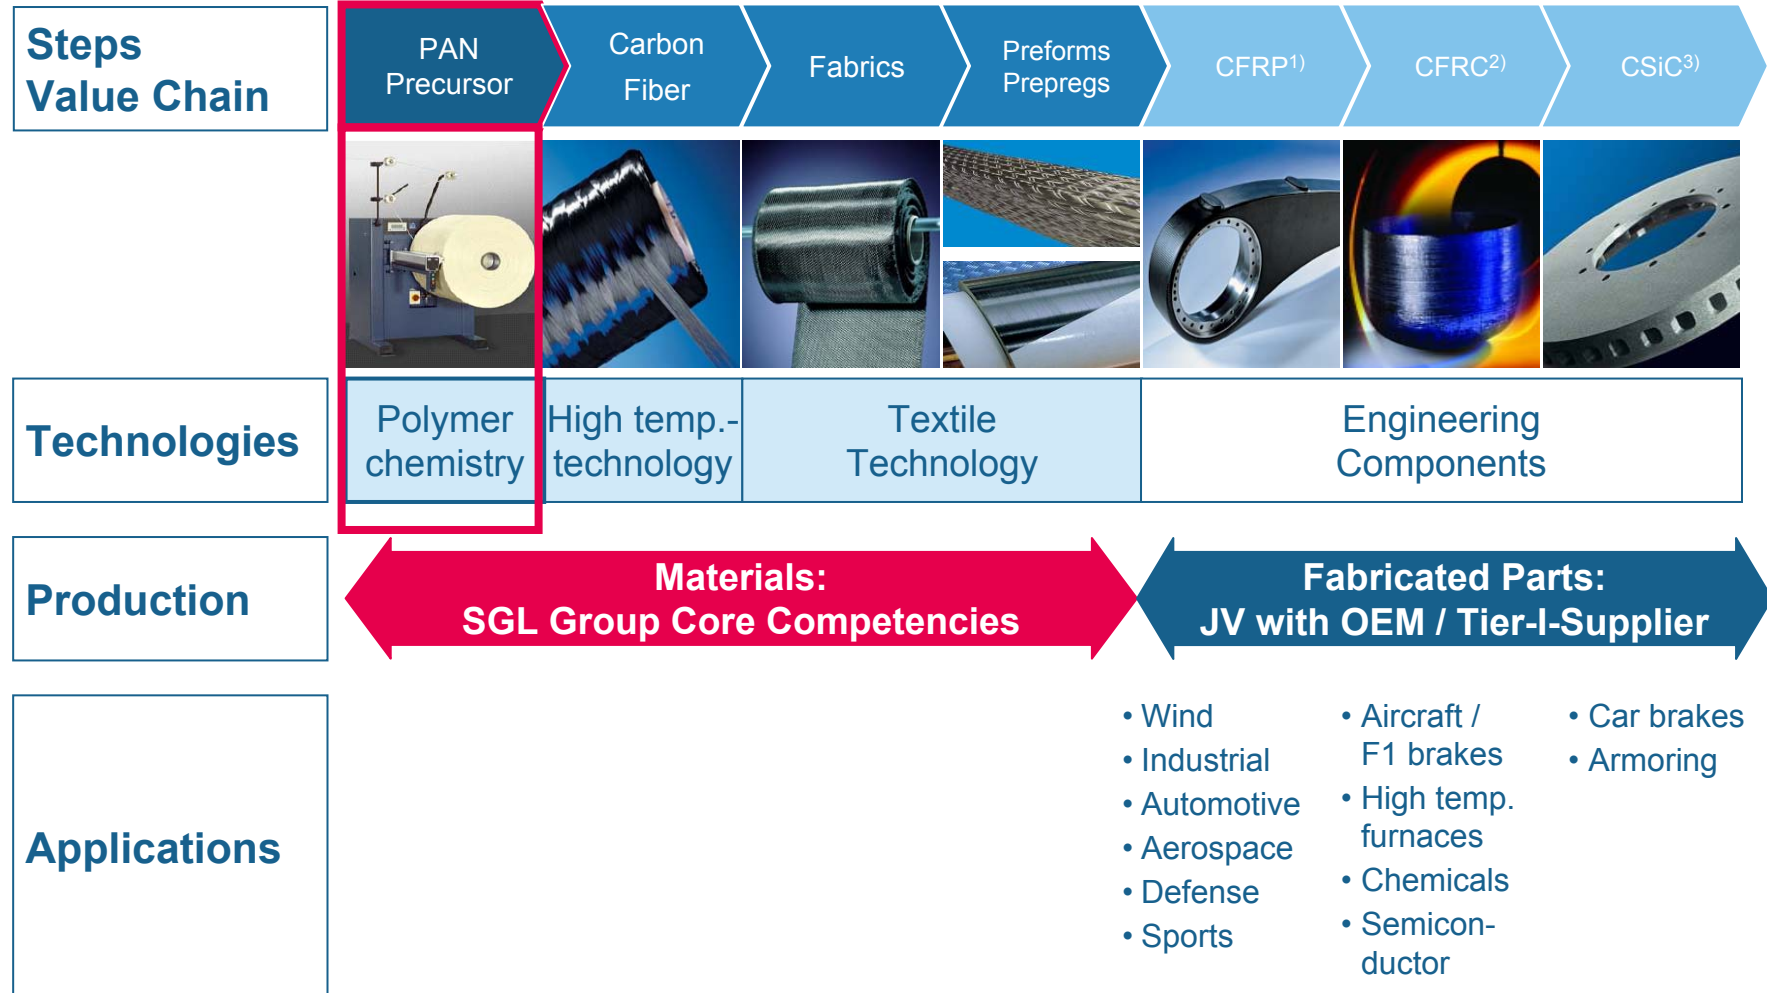 Steps
Value Chain
PAN
Precursor
Carbon
Fiber
Fabrics
Preforms
Prepregs
CFRP1)
CFRC2)
CSiC3)
Technologies
Polymer
chemistry
High temp.-
technology
Textile
Technology
Engineering
Components
Production
Materials:
SGL Group Core Competencies
Fabricated Parts:
JV with OEM / Tier-I-Supplier
Applications
• Wind
• Industrial
• Automotive
• Aerospace
• Defense
• Sports
• Aircraft /
F1 brakes
• High temp.
furnaces
• Chemicals
• Semicon-
ductor
• Car brakes
• Armoring